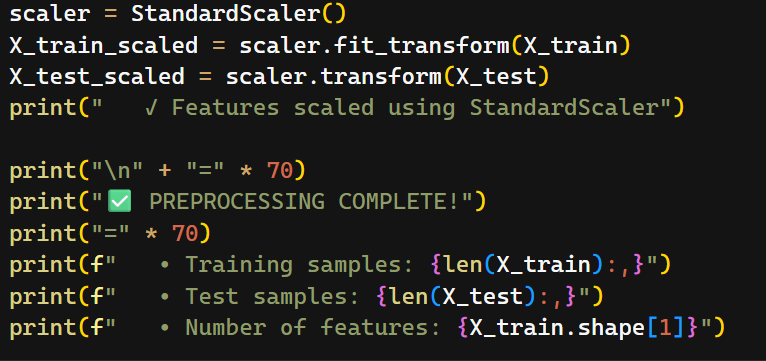 scaler = StandardScaler()
X_train_scaled = scaler.fit_transform(X_train)
X_test_scaled = scaler.transform(X_test)
print("   ✓ Features scaled using StandardScaler")

print("\n" + "=" * 70)
print("✅ PREPROCESSING COMPLETE!")
print("=" * 70)
print(f"   • Training samples: {len(X_train):,}")
print(f"   • Test samples: {len(X_test):,}")
print(f"   • Number of features: {X_train.shape[1]}")